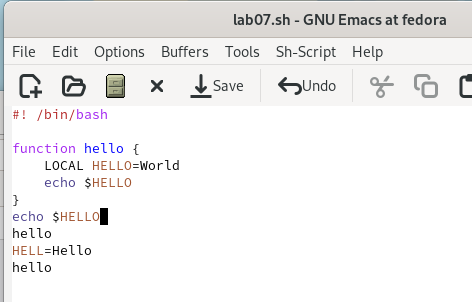 lab07.sh - GNU Emacs at fedora
File Edit Options Buffers Tools Sh-Script Help
Save Undo
#! /bin/bash
function hello {
    LOCAL HELLO=World
    echo $HELLO
}
echo $HELLO
hello
HELL=Hello
hello